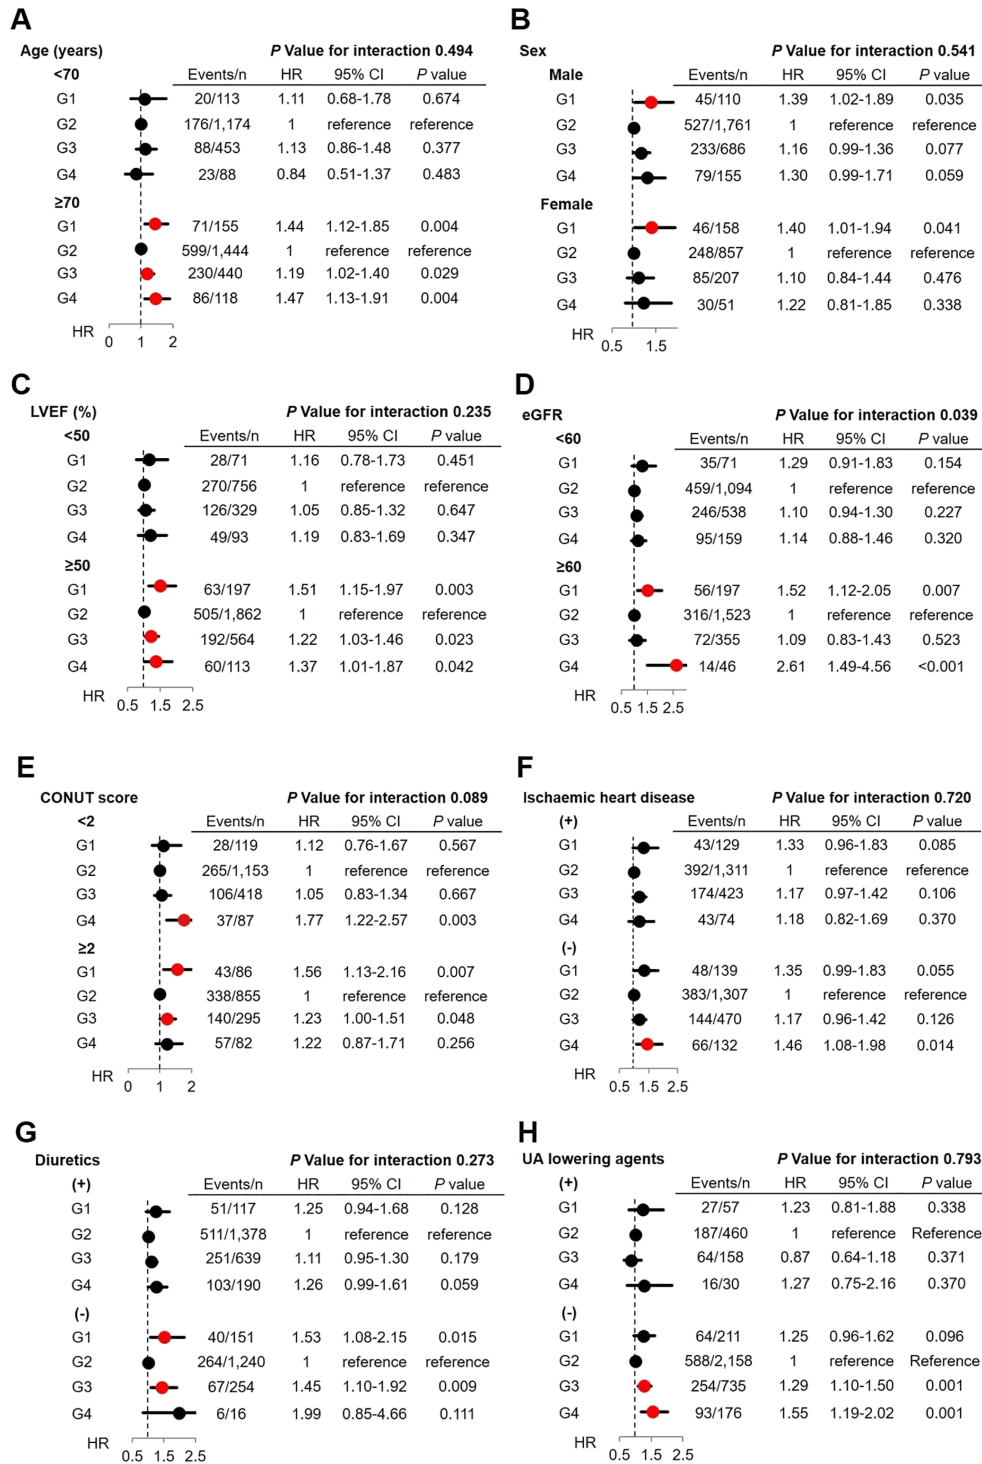 A
Age (years)
P Value for interaction 0.494
<70 Events/n HR 95% CI P value
G1 20/113 1.11 0.68-1.78 0.674
G2 176/1,174 1 reference reference
G3 88/453 1.13 0.86-1.48 0.377
G4 23/88 0.84 0.51-1.37 0.483
≥70
G1 71/155 1.44 1.12-1.85 0.004
G2 599/1,444 1 reference reference
G3 230/440 1.19 1.02-1.40 0.029
G4 86/118 1.47 1.13-1.91 0.004
HR
0 1 2
B
Sex
P Value for interaction 0.541
Male Events/n HR 95% CI P value
G1 45/110 1.39 1.02-1.89 0.035
G2 527/1,761 1 reference reference
G3 233/686 1.16 0.99-1.36 0.077
G4 79/155 1.30 0.99-1.71 0.059
Female
G1 46/158 1.40 1.01-1.94 0.041
G2 248/857 1 reference reference
G3 85/207 1.10 0.84-1.44 0.476
G4 30/51 1.22 0.81-1.85 0.338
HR
0.5 1.5
C
LVEF (%)
P Value for interaction 0.235
<50 Events/n HR 95% CI P value
G1 28/71 1.16 0.78-1.73 0.451
G2 270/756 1 reference reference
G3 126/329 1.05 0.85-1.32 0.647
G4 49/93 1.19 0.83-1.69 0.347
≥50
G1 63/197 1.51 1.15-1.97 0.003
G2 505/1,862 1 reference reference
G3 192/564 1.22 1.03-1.46 0.023
G4 60/113 1.37 1.01-1.87 0.042
HR
0.5 1.5 2.5
D
eGFR
P Value for interaction 0.039
<60 Events/n HR 95% CI P value
G1 35/71 1.29 0.91-1.83 0.154
G2 459/1,094 1 reference reference
G3 246/538 1.10 0.94-1.30 0.227
G4 95/159 1.14 0.88-1.46 0.320
≥60
G1 56/197 1.52 1.12-2.05 0.007
G2 316/1,523 1 reference reference
G3 72/355 1.09 0.83-1.43 0.523
G4 14/46 2.61 1.49-4.56 <0.001
HR
0.5 1.5 2.5
E
CONUT score
P Value for interaction 0.089
<2 Events/n HR 95% CI P value
G1 28/119 1.12 0.76-1.67 0.567
G2 265/1,153 1 reference reference
G3 106/418 1.05 0.83-1.34 0.667
G4 37/87 1.77 1.22-2.57 0.003
≥2
G1 43/86 1.56 1.13-2.16 0.007
G2 338/855 1 reference reference
G3 140/295 1.23 1.00-1.51 0.048
G4 57/82 1.22 0.87-1.71 0.256
HR
0 1 2
F
Ischaemic heart disease
P Value for interaction 0.720
(+) Events/n HR 95% CI P value
G1 43/129 1.33 0.96-1.83 0.085
G2 392/1,311 1 reference reference
G3 174/423 1.17 0.97-1.42 0.106
G4 43/74 1.18 0.82-1.69 0.370
(-)
G1 48/139 1.35 0.99-1.83 0.055
G2 383/1,307 1 reference reference
G3 144/470 1.17 0.96-1.42 0.126
G4 66/132 1.46 1.08-1.98 0.014
HR
0.5 1.5 2.5
G
Diuretics
P Value for interaction 0.273
(+) Events/n HR 95% CI P value
G1 51/117 1.25 0.94-1.68 0.128
G2 511/1,378 1 reference reference
G3 251/639 1.11 0.95-1.30 0.179
G4 103/190 1.26 0.99-1.61 0.059
(-)
G1 40/151 1.53 1.08-2.15 0.015
G2 264/1,240 1 reference reference
G3 67/254 1.45 1.10-1.92 0.009
G4 6/16 1.99 0.85-4.66 0.111
HR
0.5 1.5 2.5
H
UA lowering agents
P Value for interaction 0.793
(+) Events/n HR 95% CI P value
G1 27/57 1.23 0.81-1.88 0.338
G2 187/460 1 reference Reference
G3 64/158 0.87 0.64-1.18 0.371
G4 16/30 1.27 0.75-2.16 0.370
(-)
G1 64/211 1.25 0.96-1.62 0.096
G2 588/2,158 1 reference Reference
G3 254/735 1.29 1.10-1.50 0.001
G4 93/176 1.55 1.19-2.02 0.001
HR
0.5 1.5 2.5